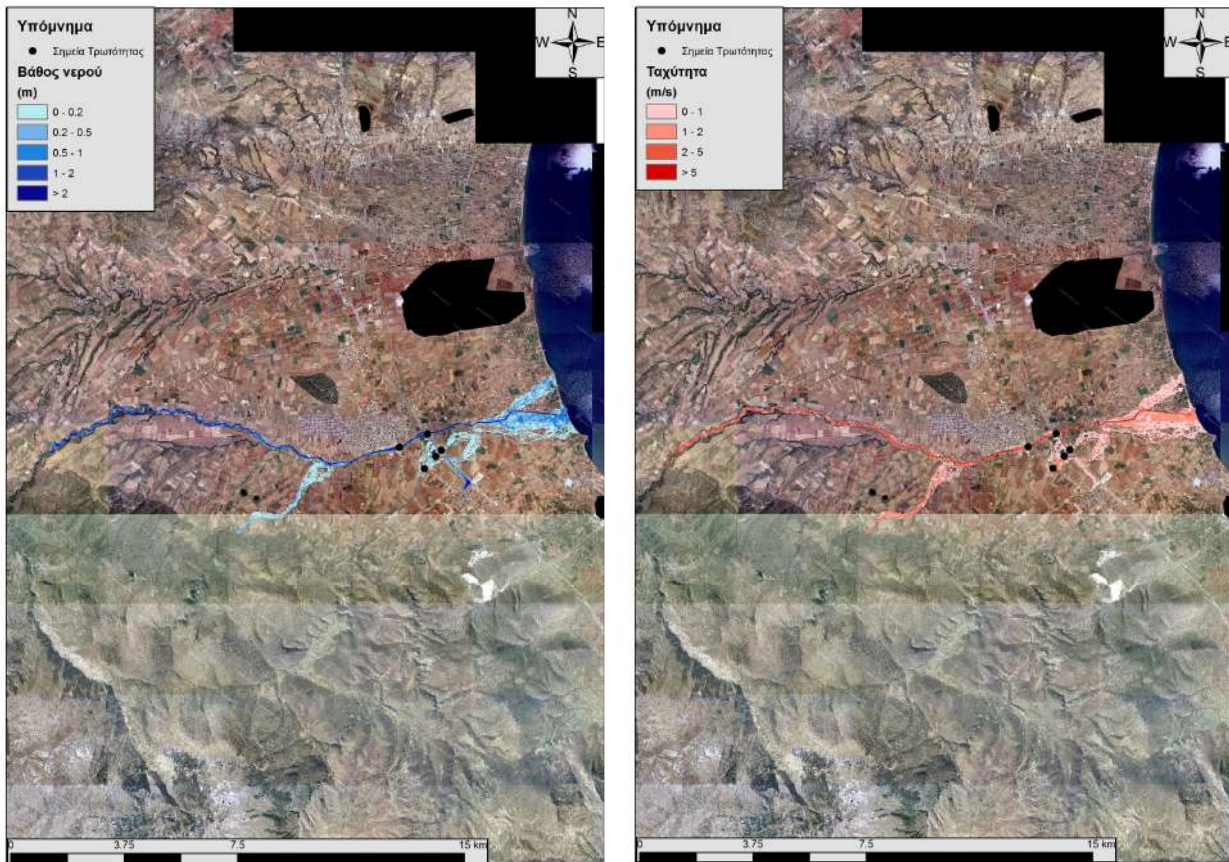 Υπόμνημα
Σημεία Τρωτότητας
Βάθος νερού
(m)
0 - 0.2
0.2 - 0.5
0.5 - 1
1 - 2
> 2
N
W E
S
0 3.75 7.5 15 km
Υπόμνημα
Σημεία Τρωτότητας
Ταχύτητα
(m/s)
0 - 1
1 - 2
2 - 5
> 5
N
W E
S
0 3.75 7.5 15 km